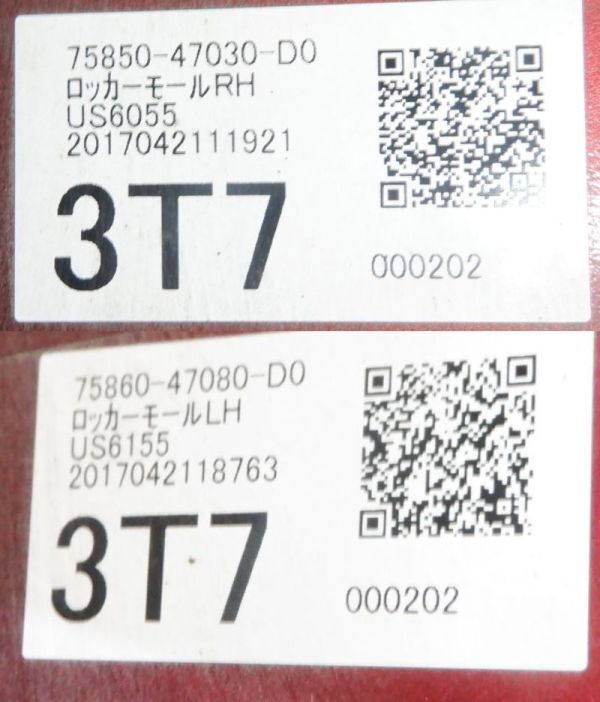 75850-47030-D0
ﾛｯｶｰﾓｰﾙRH
US6055
2017042111921
3T7
000202
75860-47080-D0
ﾛｯｶｰﾓｰﾙLH
US6155
2017042118763
3T7
000202